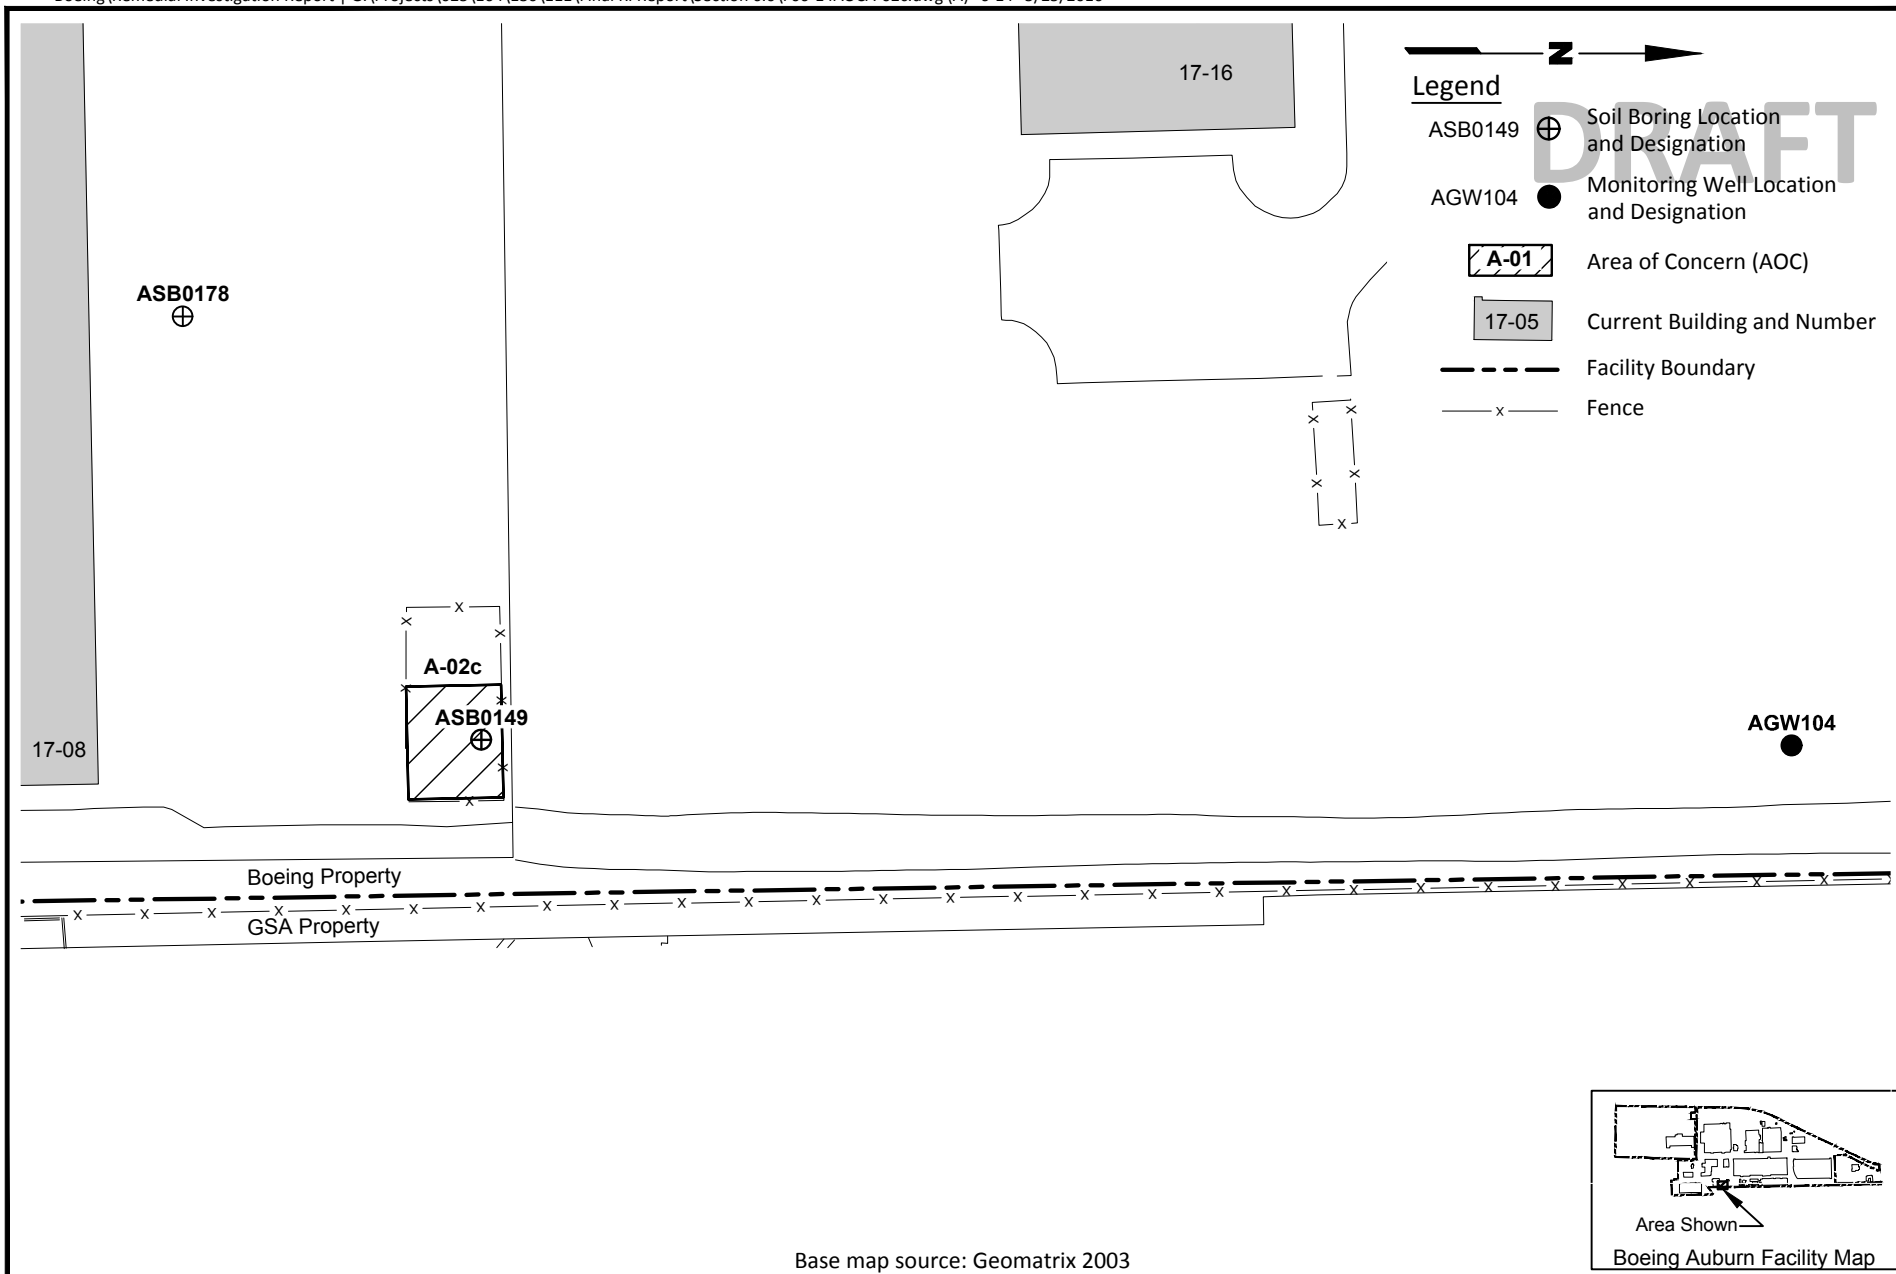 17-16
N
Legend
DRAFT
ASB0149
Soil Boring Location
and Designation
AGW104
Monitoring Well Location
and Designation
A-01
Area of Concern (AOC)
17-05
Current Building and Number
Facility Boundary
x
Fence
ASB0178
A-02c
ASB0149
17-08
AGW104
Boeing Property
GSA Property
Area Shown
Boeing Auburn Facility Map
Base map source: Geomatrix 2003